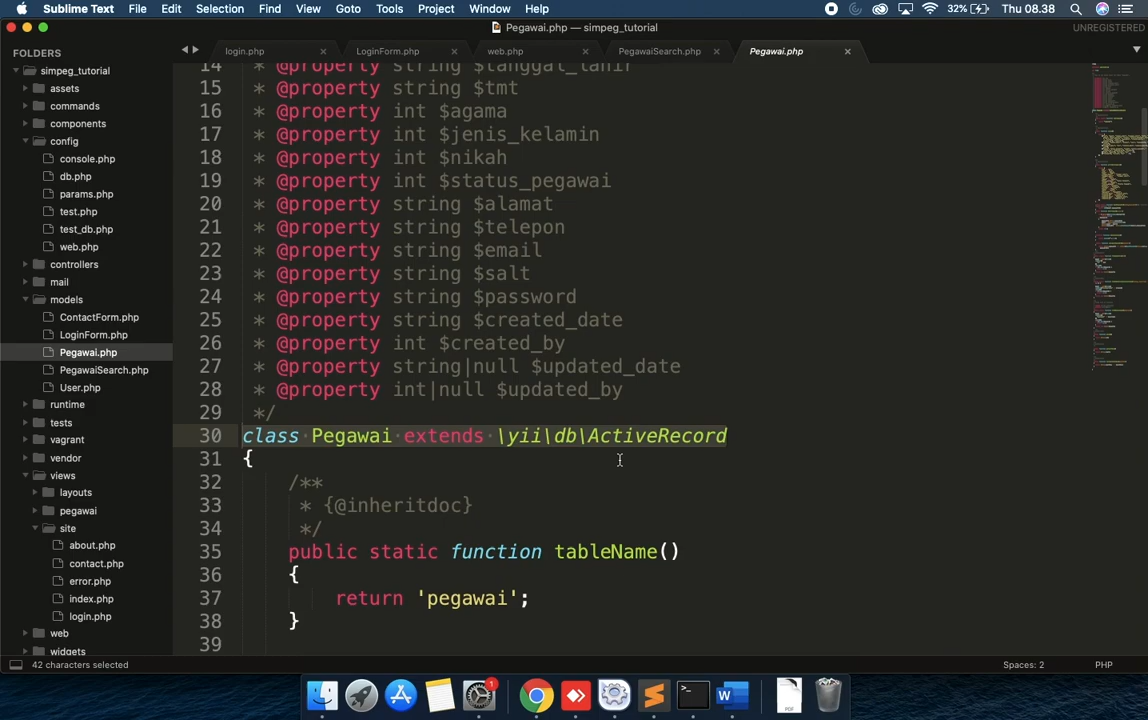 Sublime Text File Edit Selection Find View Goto Tools Project Window Help 32% Thu 08.38
Pegawai.php — simpeg_tutorial UNREGISTERED
FOLDERS
simpeg_tutorial
assets
commands
components
config
console.php
db.php
params.php
test.php
test_db.php
web.php
controllers
mail
models
ContactForm.php
LoginForm.php
Pegawai.php
PegawaiSearch.php
User.php
runtime
tests
vagrant
vendor
views
layouts
pegawai
site
about.php
contact.php
error.php
index.php
login.php
web
widgets
login.php LoginForm.php web.php PegawaiSearch.php Pegawai.php
14 * @property string $tanggal_lahir
15 * @property string $tmt
16 * @property int $agama
17 * @property int $jenis_kelamin
18 * @property int $nikah
19 * @property int $status_pegawai
20 * @property string $alamat
21 * @property string $telepon
22 * @property string $email
23 * @property string $salt
24 * @property string $password
25 * @property string $created_date
26 * @property int $created_by
27 * @property string|null $updated_date
28 * @property int|null $updated_by
29 */
30 class Pegawai extends \yii\db\ActiveRecord
31 {
32 /**
33 * {@inheritdoc}
34 */
35 public static function tableName()
36 {
37 return 'pegawai';
38 }
39
42 characters selected Spaces: 2 PHP
1
W
PDF